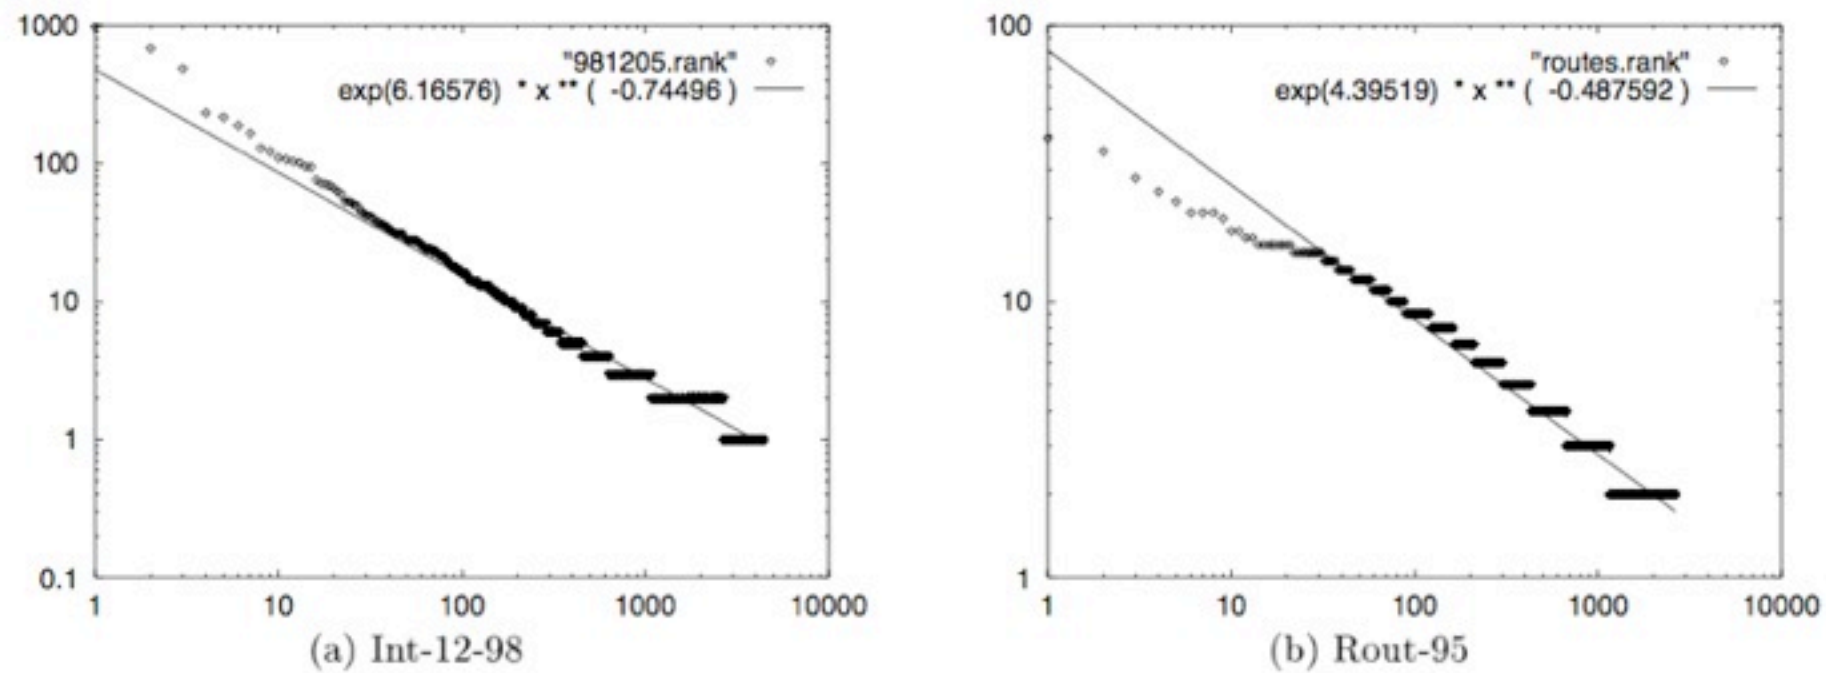 1000
"981205.rank"
exp(6.16576) * x ** ( -0.74496 )
100
10
1
0.1
1 10 100 1000 10000
(a) Int-12-98
100
"routes.rank"
exp(4.39519) * x ** ( -0.487592 )
10
1
1 10 100 1000 10000
(b) Rout-95